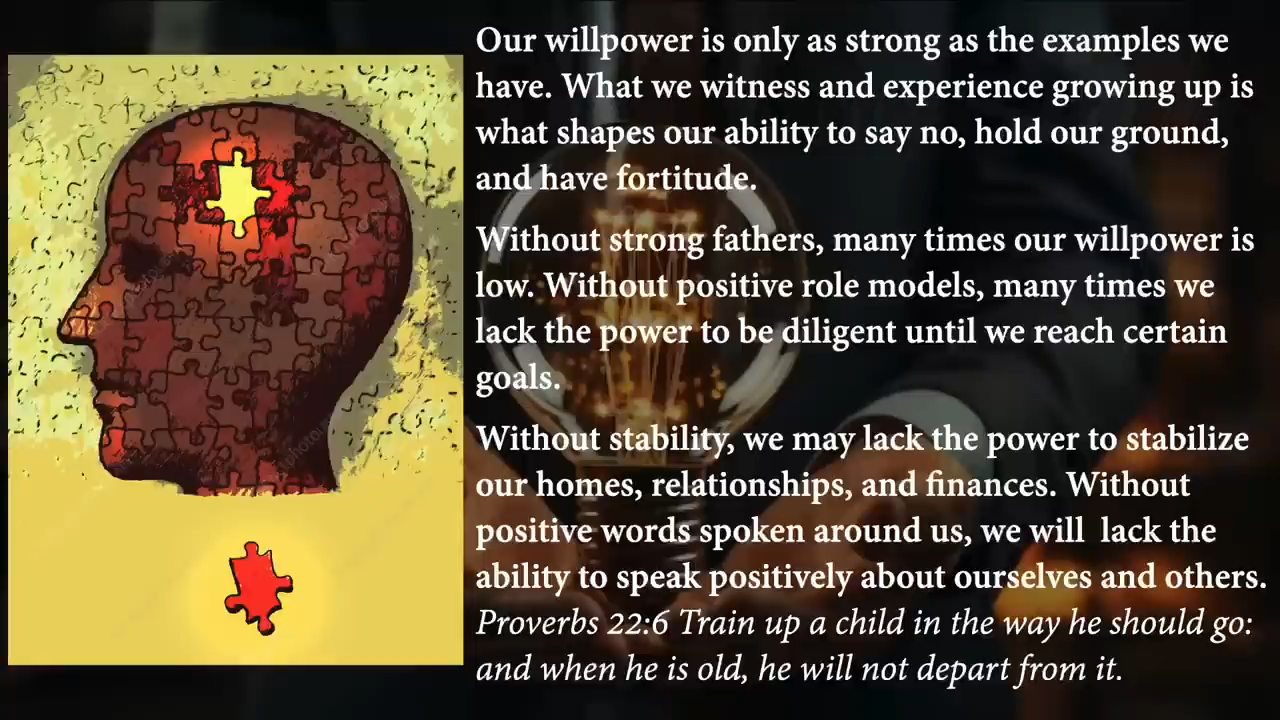 Our willpower is only as strong as the examples we
have. What we witness and experience growing up is
what shapes our ability to say no, hold our ground,
and have fortitude.
Without strong fathers, many times our willpower is
low. Without positive role models, many times we
lack the power to be diligent until we reach certain
goals.
Without stability, we may lack the power to stabilize
our homes, relationships, and finances. Without
positive words spoken around us, we will  lack the
ability to speak positively about ourselves and others.
Proverbs 22:6 Train up a child in the way he should go:
and when he is old, he will not depart from it.